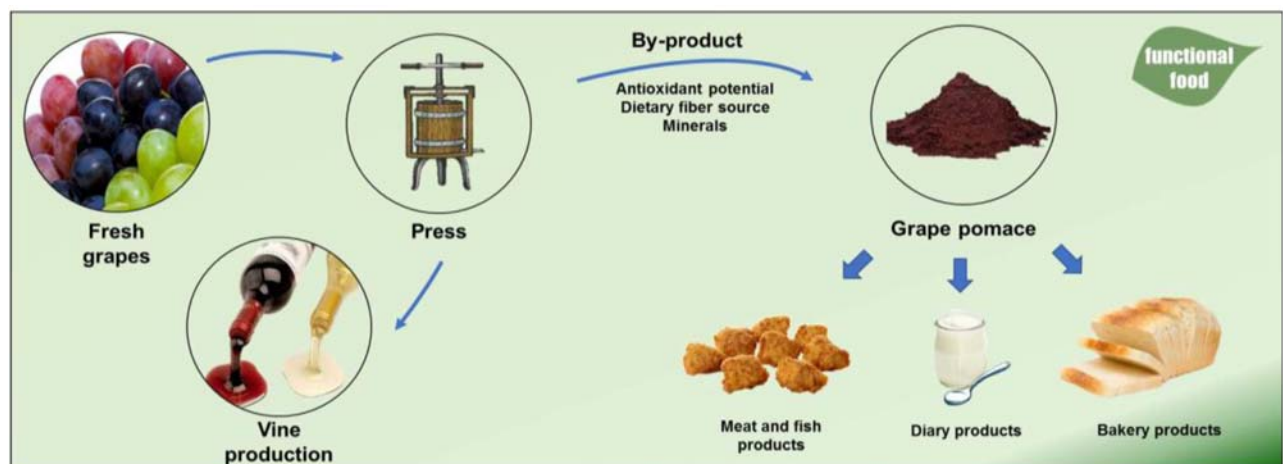 Fresh
grapes
Press
Vine
production
By-product
Antioxidant potential
Dietary fiber source
Minerals
functional
food
Grape pomace
Meat and fish
products
Diary products
Bakery products